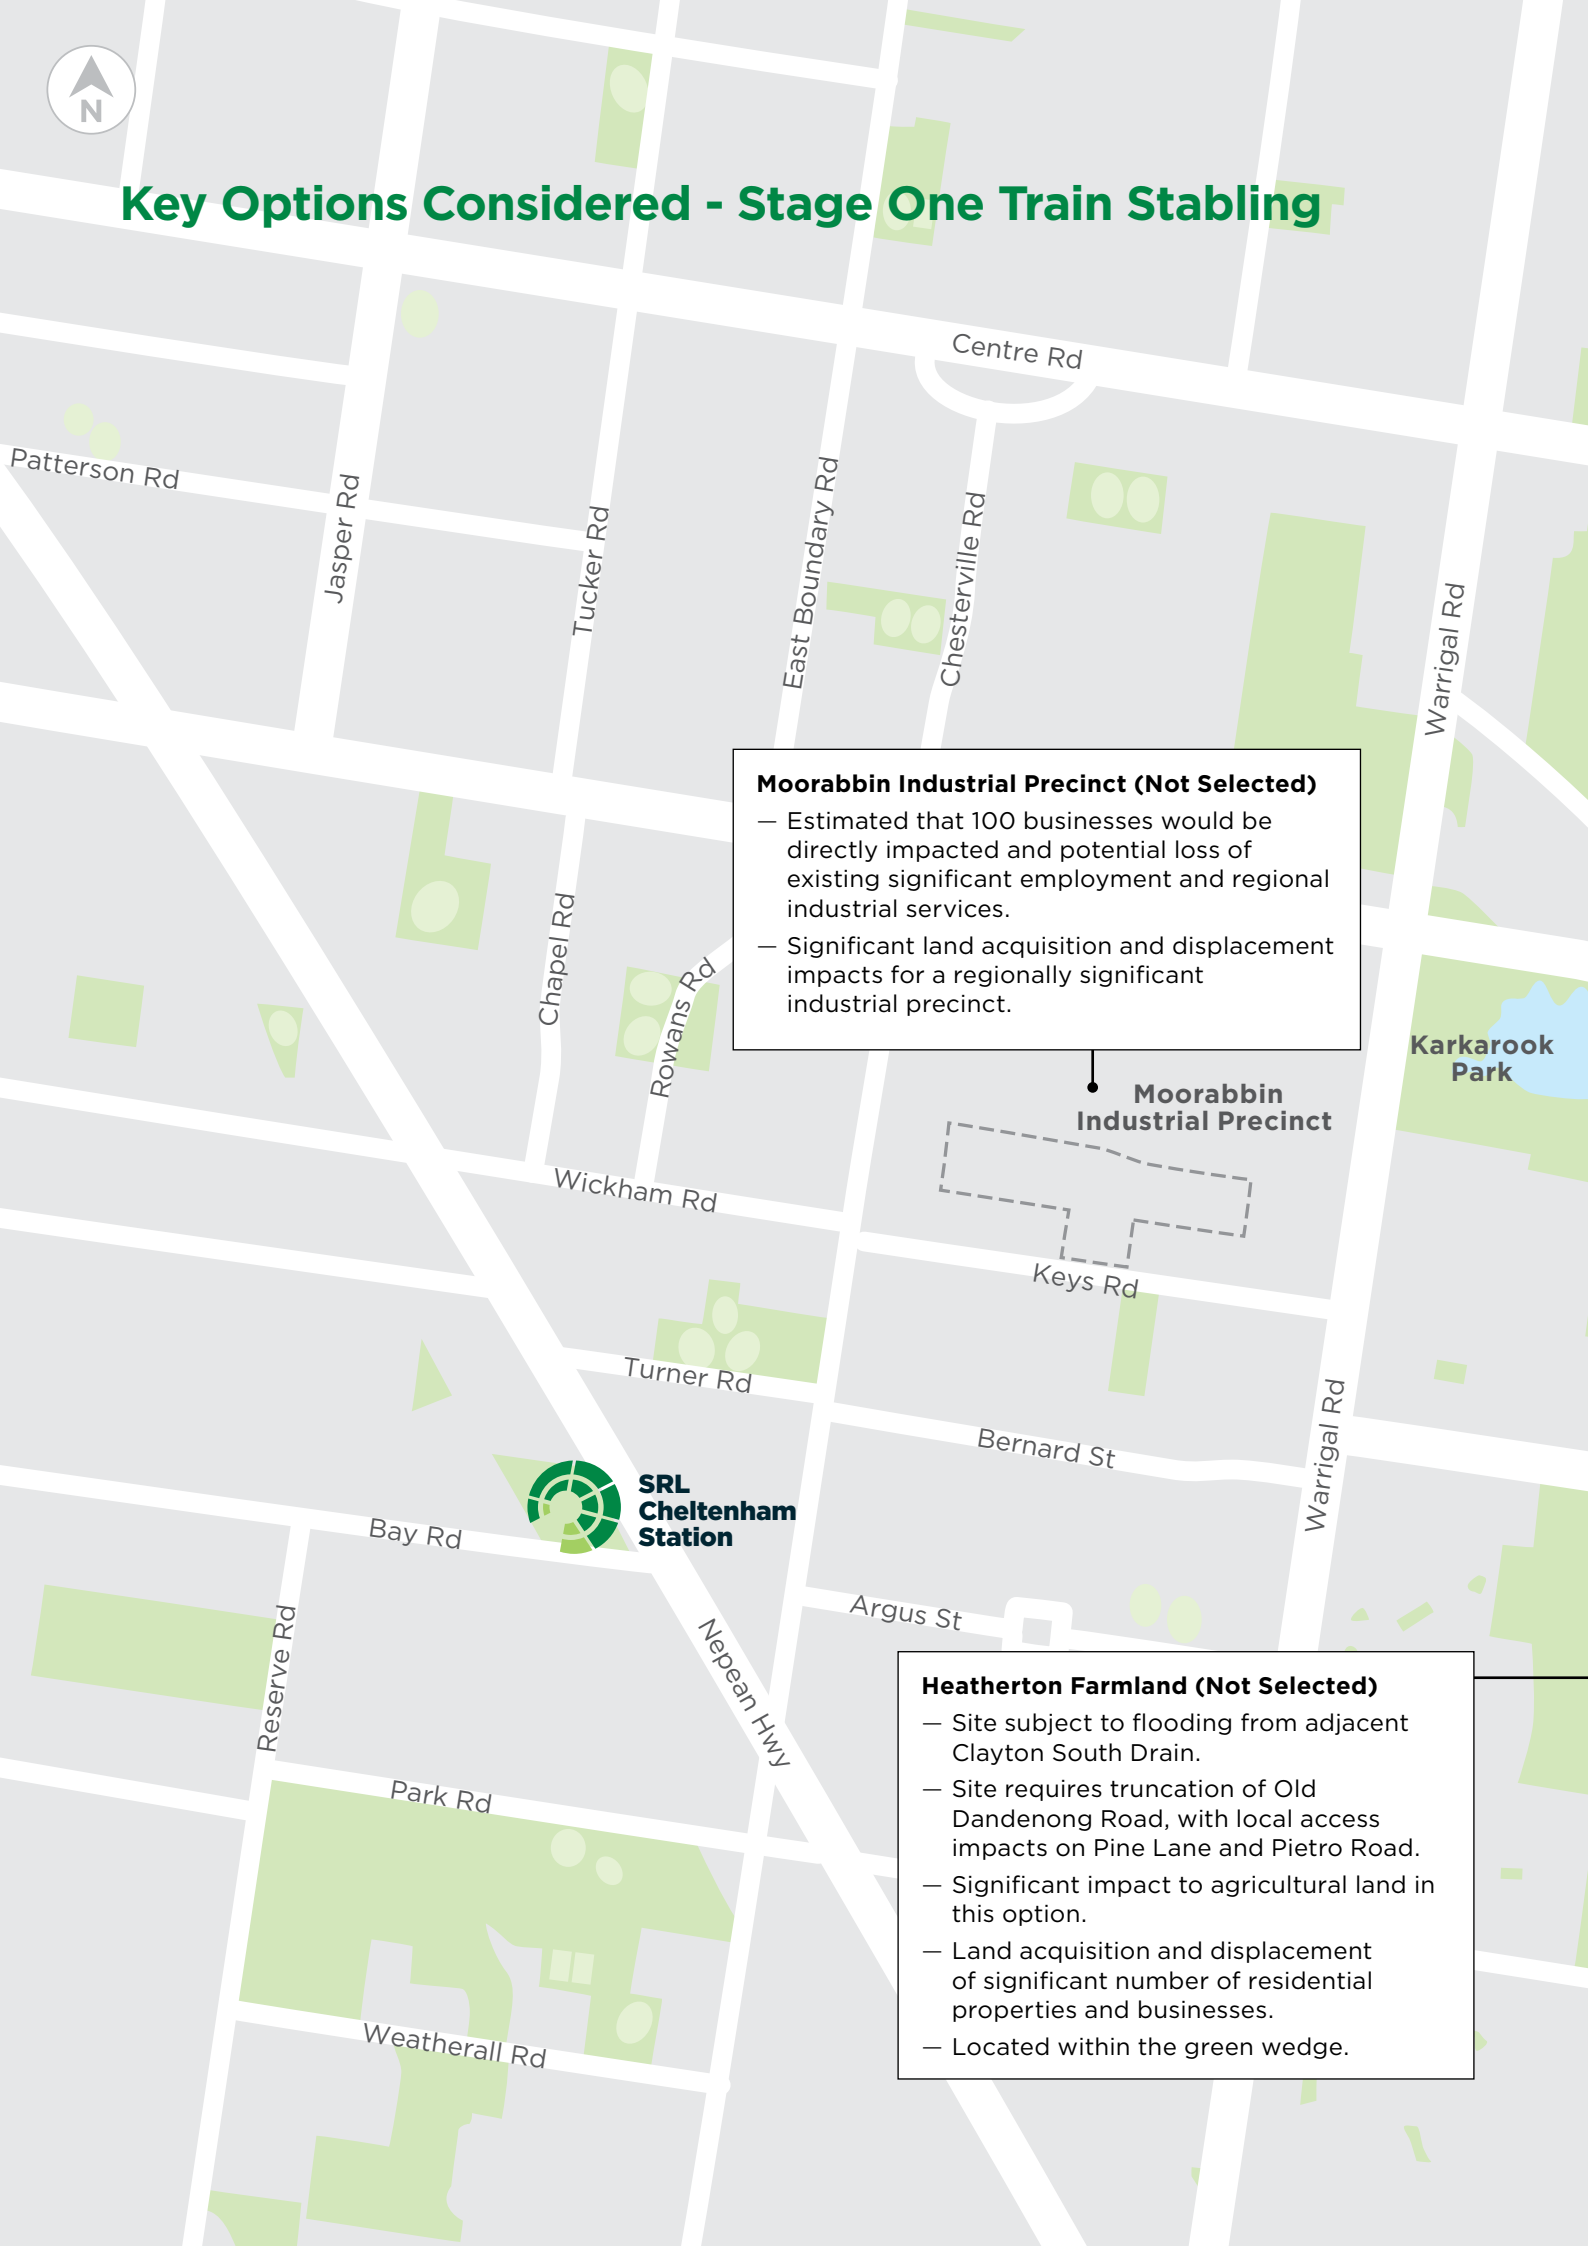 N
Key Options Considered - Stage One Train Stabling
Centre Rd
Patterson Rd
Jasper Rd
Tucker Rd
East Boundary Rd
Chesterville Rd
Warrigal Rd
Moorabbin Industrial Precinct (Not Selected)
— Estimated that 100 businesses would be
directly impacted and potential loss of
existing significant employment and regional
industrial services.
— Significant land acquisition and displacement
impacts for a regionally significant
industrial precinct.
Chapel Rd
Rowans Rd
Karkarook
Park
Moorabbin
Industrial Precinct
Wickham Rd
Keys Rd
Turner Rd
Bernard St
Warrigal Rd
SRL
Cheltenham
Station
Bay Rd
Argus St
Reserve Rd
Nepean Hwy
Heatherton Farmland (Not Selected)
— Site subject to flooding from adjacent
Clayton South Drain.
— Site requires truncation of Old
Dandenong Road, with local access
impacts on Pine Lane and Pietro Road.
— Significant impact to agricultural land in
this option.
— Land acquisition and displacement
of significant number of residential
properties and businesses.
— Located within the green wedge.
Park Rd
Weatherall Rd